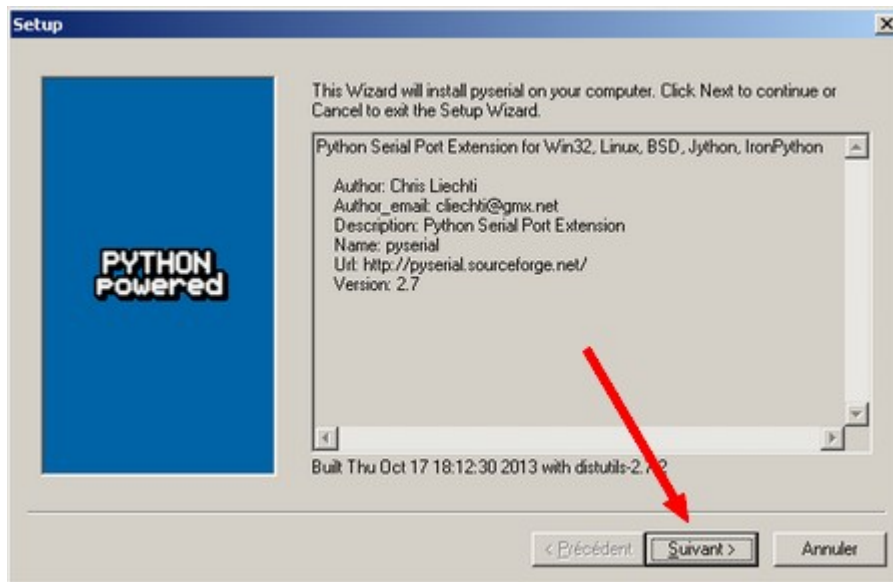 Setup
This Wizard will install pyserial on your computer. Click Next to continue or
Cancel to exit the Setup Wizard.
Python Serial Port Extension for Win32, Linux, BSD, Jython, IronPython
Author: Chris Liechti
Author_email: cliechti@gmx.net
Description: Python Serial Port Extension
Name: pyserial
Url: http://pyserial.sourceforge.net/
Version: 2.7
PYTHON
powered
Built Thu Oct 17 18:12:30 2013 with distutils-2.7.2
< Précédent
Suivant >
Annuler